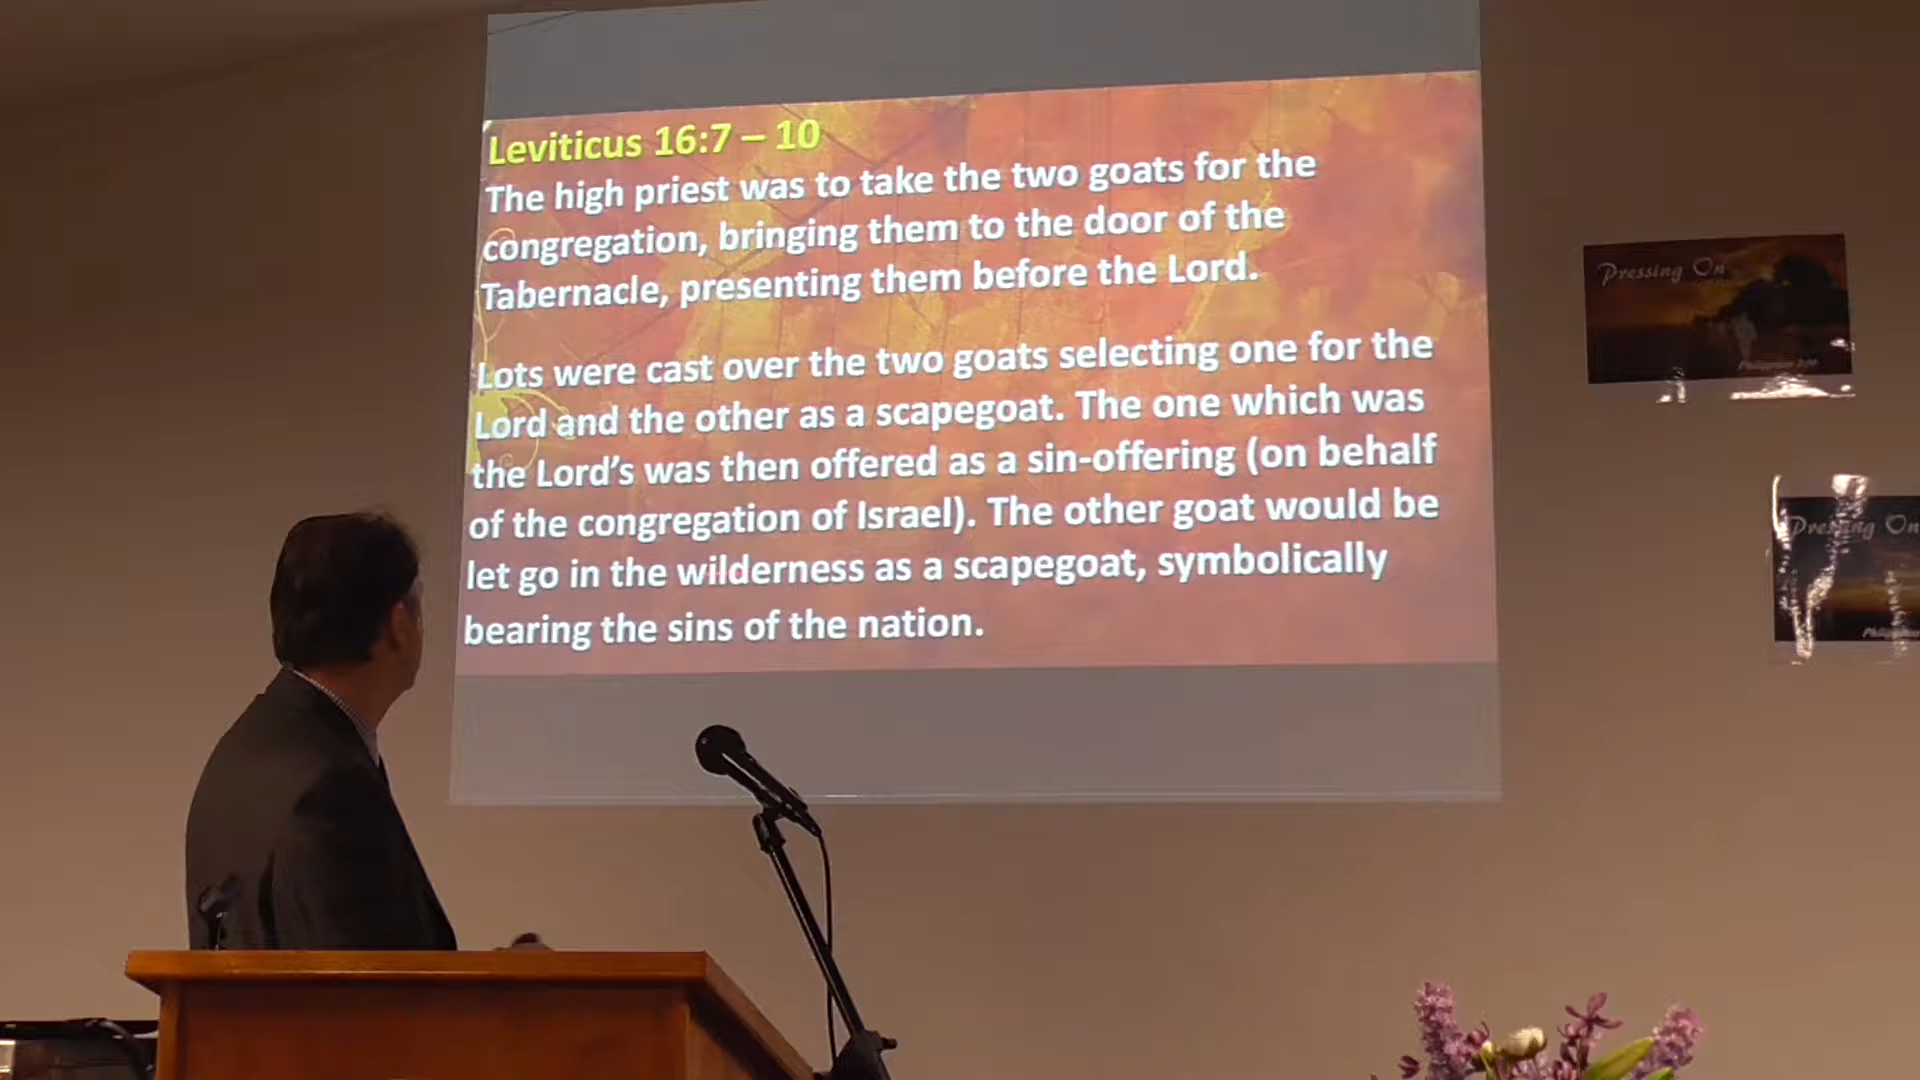 Leviticus 16:7 – 10
The high priest was to take the two goats for the
congregation, bringing them to the door of the
Tabernacle, presenting them before the Lord.
Lots were cast over the two goats selecting one for the
Lord and the other as a scapegoat. The one which was
the Lord's was then offered as a sin-offering (on behalf
of the congregation of Israel). The other goat would be
let go in the wilderness as a scapegoat, symbolically
bearing the sins of the nation.
Pressing On
Pressing On